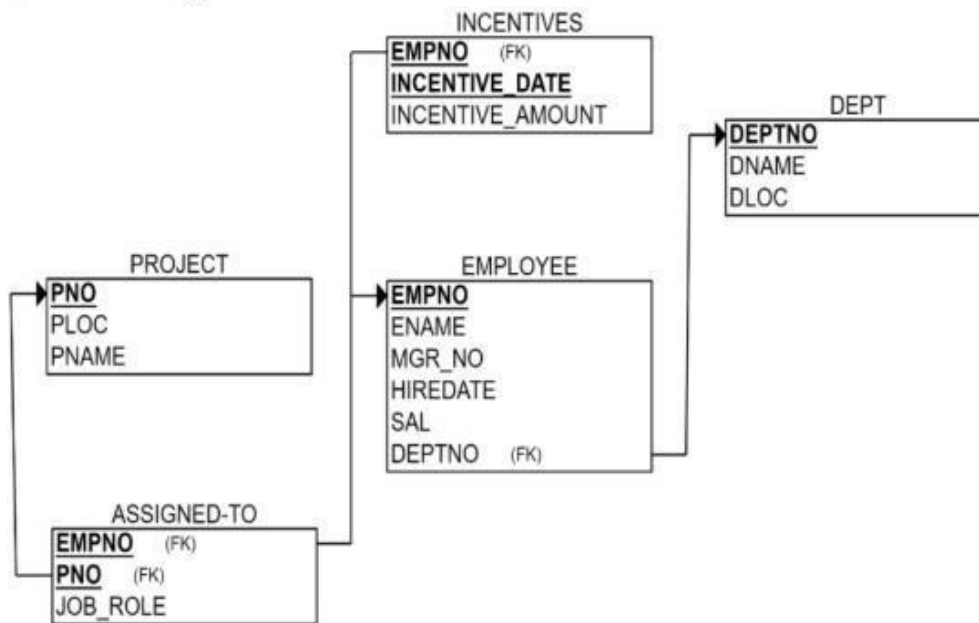 INCENTIVES
EMPNO (FK)
INCENTIVE_DATE
INCENTIVE_AMOUNT
DEPT
DEPTNO
DNAME
DLOC
PROJECT
PNO
PLOC
PNAME
EMPLOYEE
EMPNO
ENAME
MGR_NO
HIREDATE
SAL
DEPTNO (FK)
ASSIGNED-TO
EMPNO (FK)
PNO (FK)
JOB_ROLE